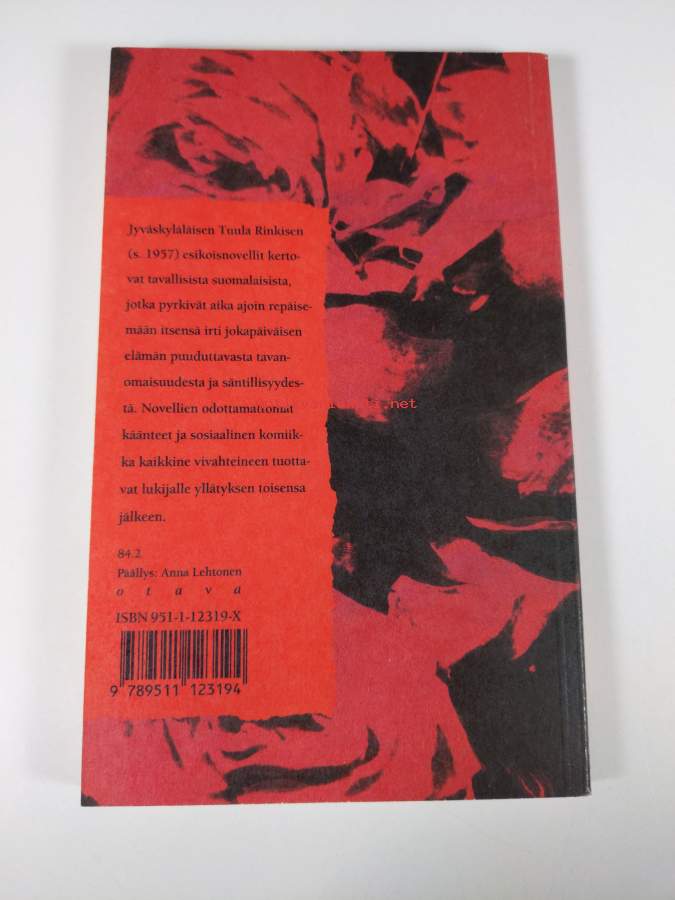 Jyväskyläläisen Tuula Rinkisen
(s. 1957) esikoisnovellit kerto-
vat tavallisista suomalaisista,
jotka pyrkivät aika ajoin repäise-
mään itsensä irti jokapäiväisen
elämän puuduttavasta tavan-
omaisuudesta ja säntillisyydes-
tä. Novellien odottamattomat
käänteet ja sosiaalinen komiik-
ka kaikkine vivahteineen tuotta-
vat lukijalle yllätyksen toisensa
jälkeen.
84.2
Päällys: Anna Lehtonen
otava
ISBN 951-1-12319-X
9 789511 123194